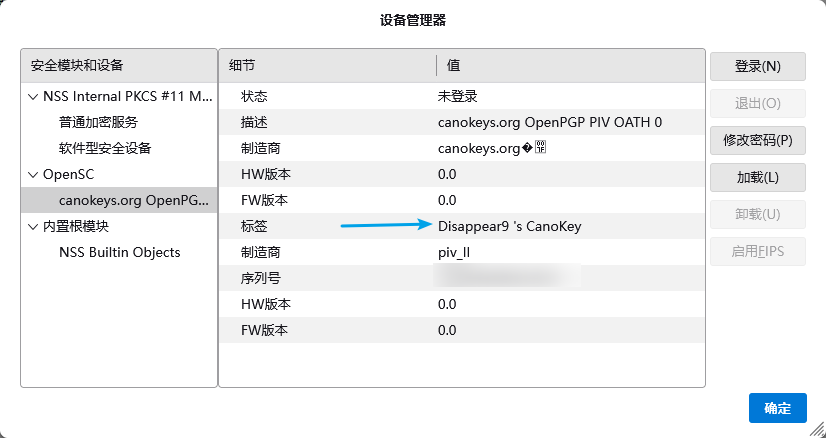 设备管理器
安全模块和设备
细节 值
登录(N)
NSS Internal PKCS #11 M...
状态 未登录
退出(O)
普通加密服务
描述 canokeys.org OpenPGP PIV OATH 0
修改密码(P)
软件型安全设备
制造商 canokeys.org
OpenSC
HW版本 0.0
加载(L)
canokeys.org OpenPG...
FW版本 0.0
卸载(U)
内置根模块
标签 Disappear9 's CanoKey
启用FIPS
NSS Builtin Objects
制造商 piv_II
序列号
HW版本 0.0
FW版本 0.0
确定